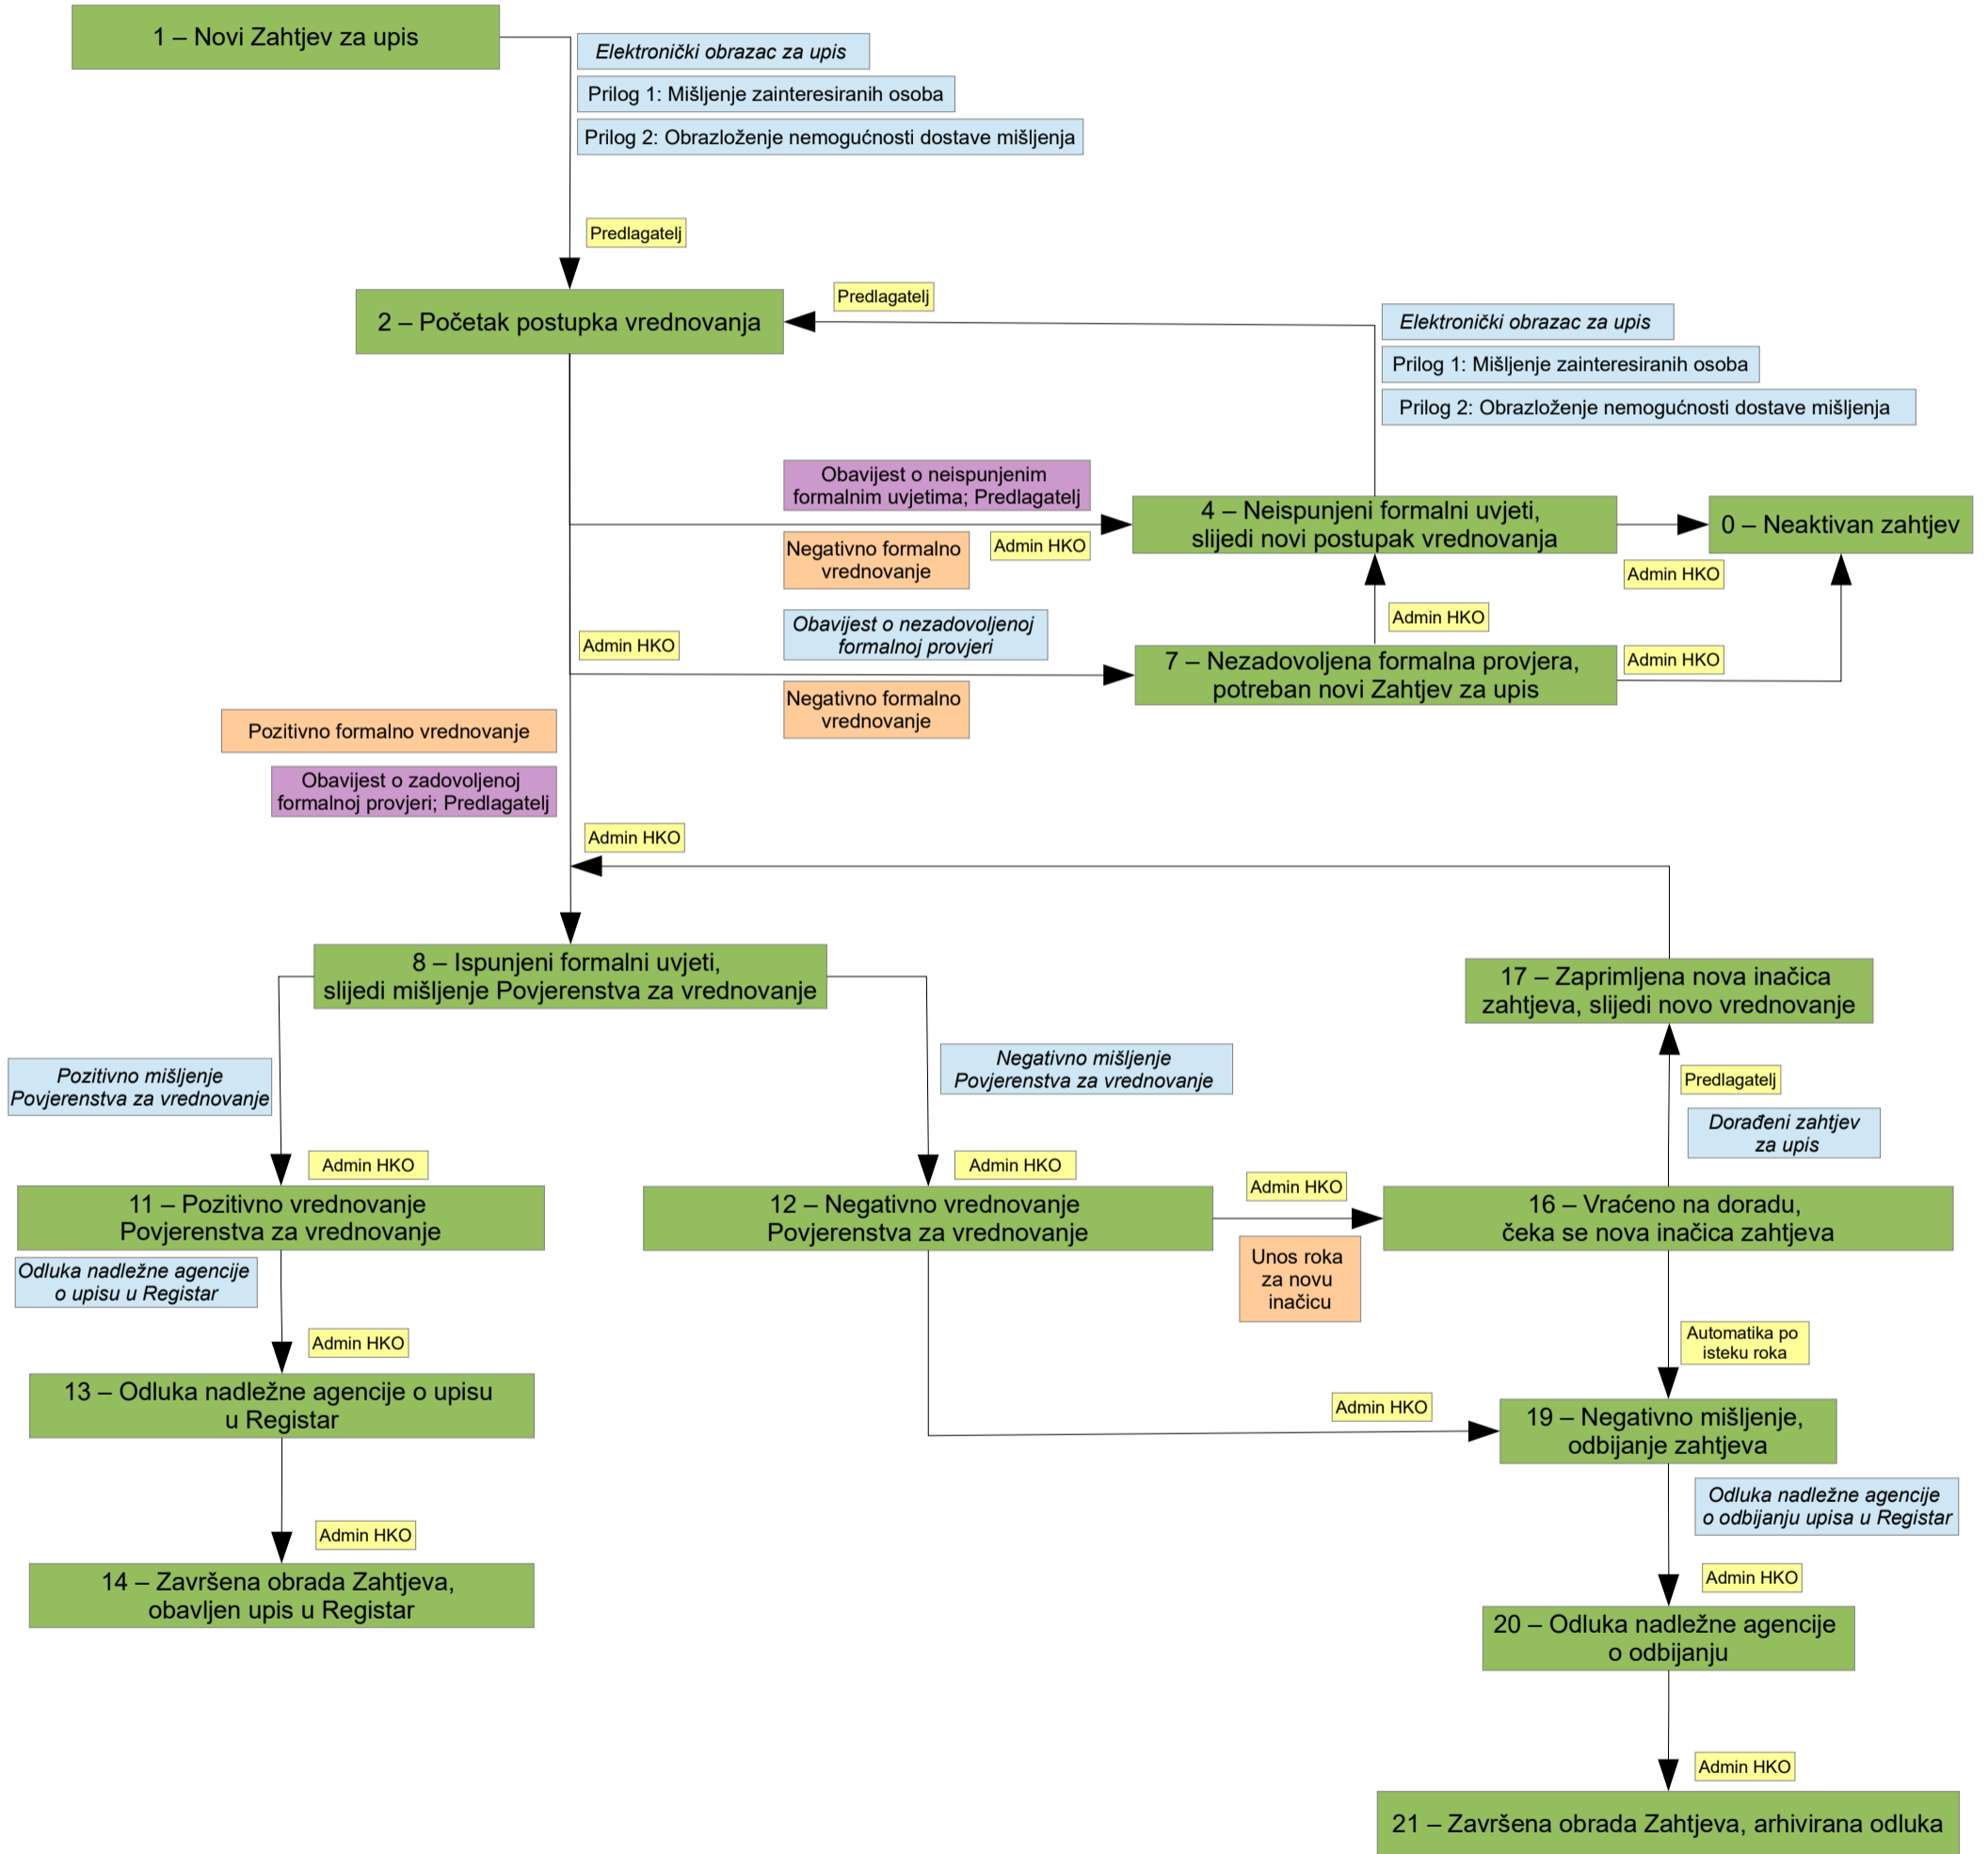 1 – Novi Zahtjev za upis
Elektronički obrazac za upis
Prilog 1: Mišljenje zainteresiranih osoba
Prilog 2: Obrazloženje nemogućnosti dostave mišljenja
Predlagatelj
2 – Početak postupka vrednovanja
Predlagatelj
Elektronički obrazac za upis
Prilog 1: Mišljenje zainteresiranih osoba
Prilog 2: Obrazloženje nemogućnosti dostave mišljenja
Obavijest o neispunjenim
formalnim uvjetima; Predlagatelj
Negativno formalno
vrednovanje
Admin HKO
4 – Neispunjeni formalni uvjeti,
slijedi novi postupak vrednovanja
Admin HKO
0 – Neaktivan zahtjev
Admin HKO
Obavijest o nezadovoljenoj
formalnoj provjeri
Admin HKO
Negativno formalno
vrednovanje
7 – Nezadovoljena formalna provjera,
potreban novi Zahtjev za upis
Admin HKO
Pozitivno formalno vrednovanje
Obavijest o zadovoljenoj
formalnoj provjeri; Predlagatelj
Admin HKO
8 – Ispunjeni formalni uvjeti,
slijedi mišljenje Povjerenstva za vrednovanje
17 – Zaprimljena nova inačica
zahtjeva, slijedi novo vrednovanje
Pozitivno mišljenje
Povjerenstva za vrednovanje
Negativno mišljenje
Povjerenstva za vrednovanje
Predlagatelj
Dorađeni zahtjev
za upis
Admin HKO
Admin HKO
11 – Pozitivno vrednovanje
Povjerenstva za vrednovanje
12 – Negativno vrednovanje
Povjerenstva za vrednovanje
Admin HKO
Unos roka
za novu
inačicu
16 – Vraćeno na doradu,
čeka se nova inačica zahtjeva
Odluka nadležne agencije
o upisu u Registar
Admin HKO
Automatika po
isteku roka
13 – Odluka nadležne agencije o upisu
u Registar
Admin HKO
19 – Negativno mišljenje,
odbijanje zahtjeva
Odluka nadležne agencije
o odbijanju upisa u Registar
Admin HKO
14 – Završena obrada Zahtjeva,
obavljen upis u Registar
Admin HKO
20 – Odluka nadležne agencije
o odbijanju
Admin HKO
21 – Završena obrada Zahtjeva, arhivirana odluka